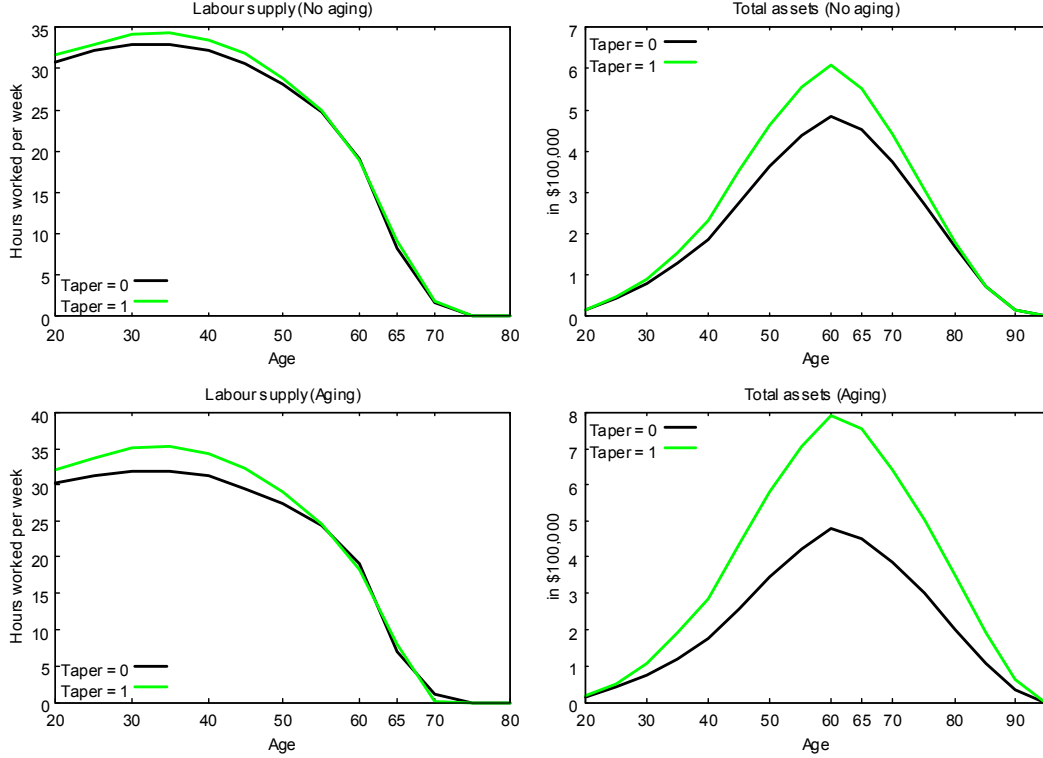 Labour supply (No aging)
Hours worked per week
35
30
25
20
15
10
5
0
Taper = 0
Taper = 1
20 30 40 50 60 65 70 80
Age
Total assets (No aging)
in $100,000
7
6
5
4
3
2
1
0
Taper = 0
Taper = 1
20 30 40 50 60 65 70 80 90
Age
Labour supply (Aging)
Hours worked per week
40
35
30
25
20
15
10
5
0
Taper = 0
Taper = 1
20 30 40 50 60 65 70 80
Age
Total assets (Aging)
in $100,000
8
7
6
5
4
3
2
1
0
Taper = 0
Taper = 1
20 30 40 50 60 65 70 80 90
Age